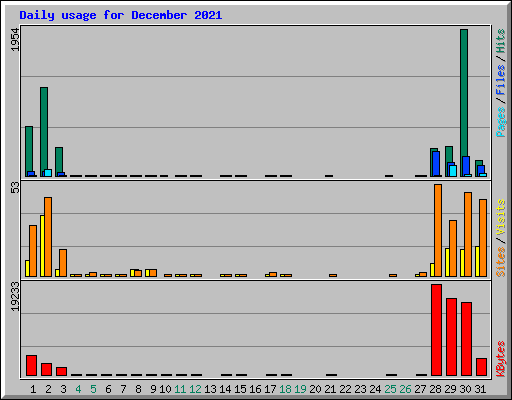 Daily usage for December 2021
1954
Pages / Files / Hits
53
Sites / Visits
19233
KBytes
1 2 3 4 5 6 7 8 9 10 11 12 13 14 15 16 17 18 19 20 21 22 23 24 25 26 27 28 29 30 31